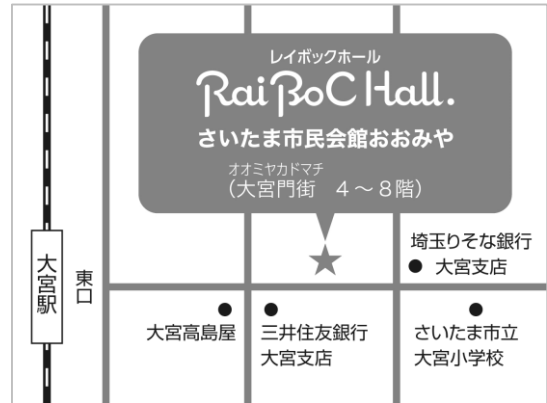 レイボックホール
RaiBoC Hall.
さいたま市民会館おおみや
オオミヤカドマチ
(大宮門街 4〜8階)
埼玉りそな銀行
● 大宮支店
大宮駅
東口
大宮高島屋
三井住友銀行
大宮支店
さいたま市立
大宮小学校